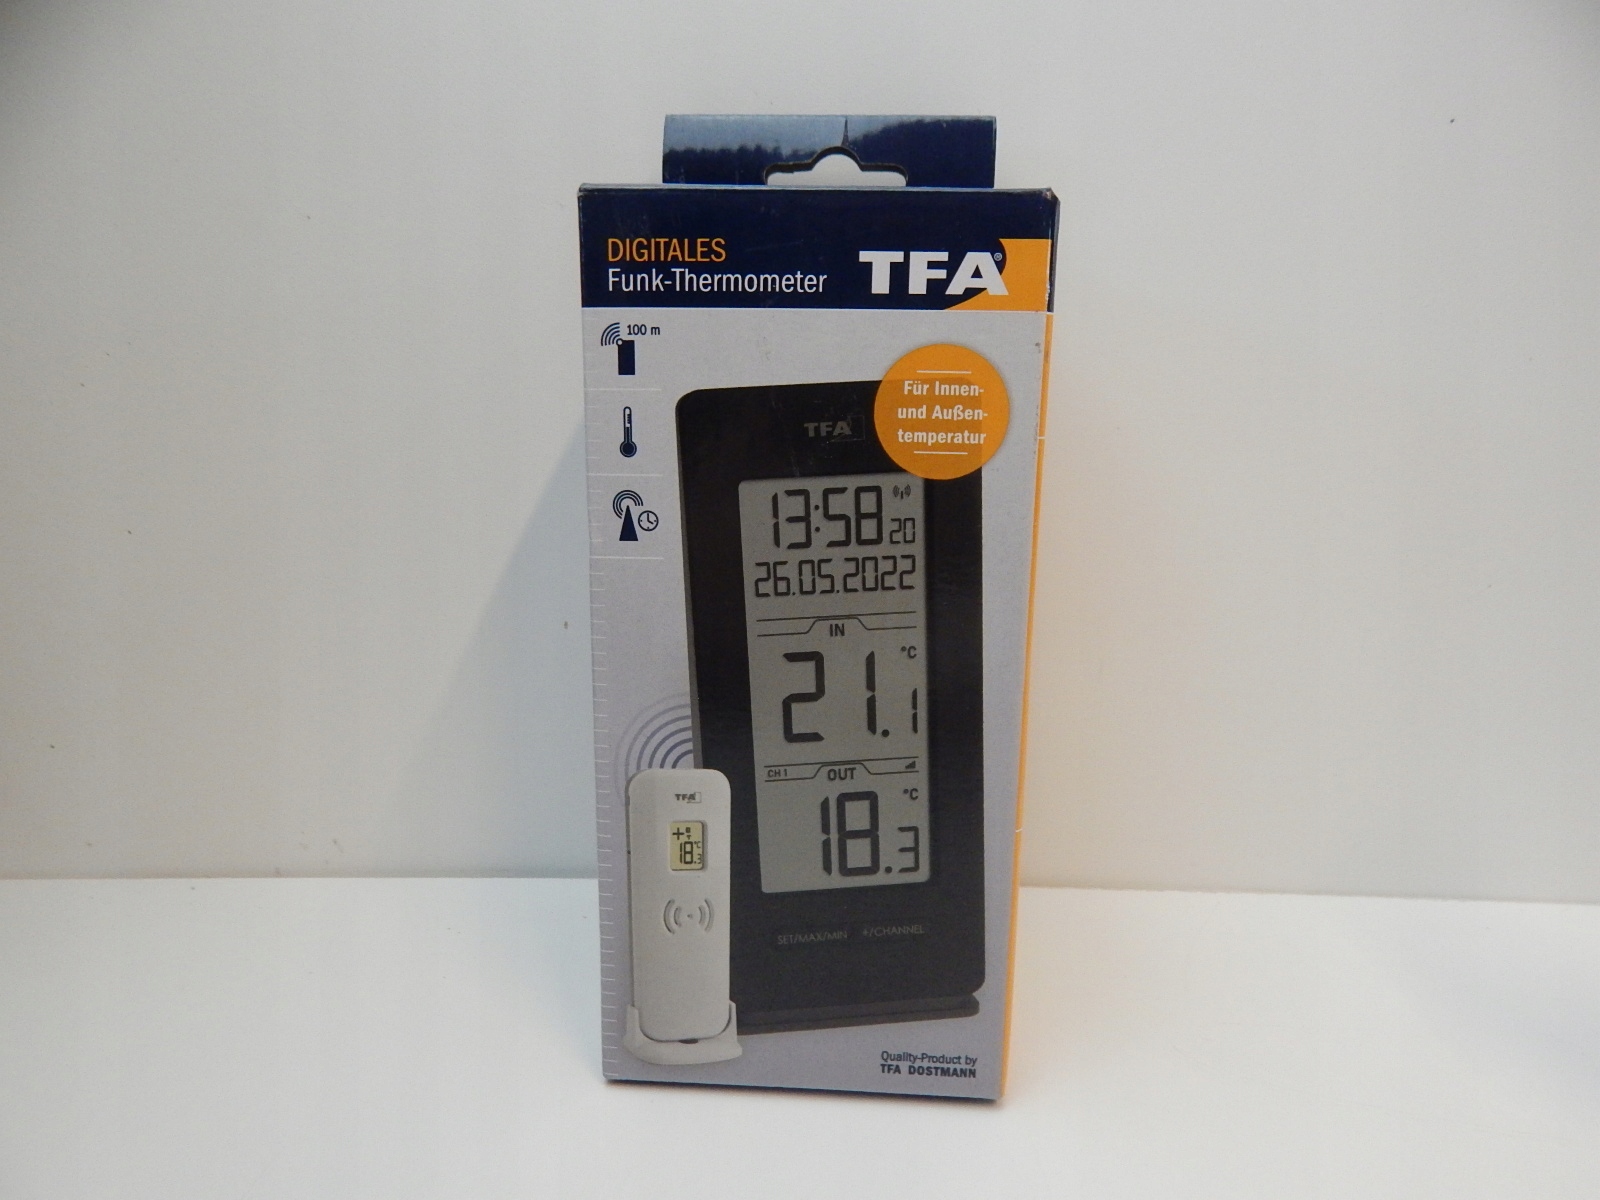 DIGITALES
Funk-Thermometer
TFA®
100 m
Für Innen-
und Außen-
temperatur
TFA
13:58 20
26.05.2022
IN
21.1 °C
CH 1 OUT
18.3 °C
SET/MAX/MIN +/CHANNEL
TFA
+
18.3 °C
Quality-Product by
TFA DOSTMANN